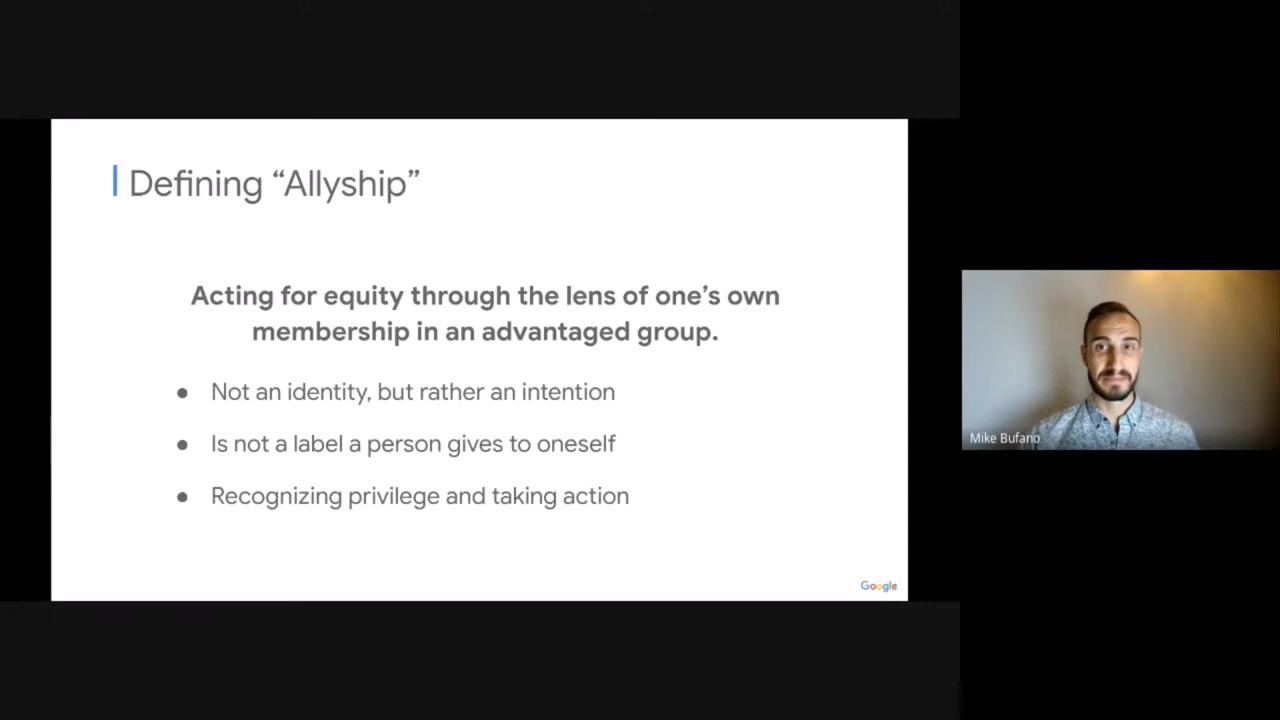 Defining “Allyship”
Acting for equity through the lens of one’s own
membership in an advantaged group.
● Not an identity, but rather an intention
● Is not a label a person gives to oneself
● Recognizing privilege and taking action
Google
Mike Bufano